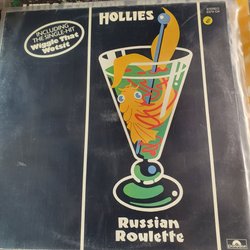 HOLLIES
INCLUDING
THE SINGLE-HIT
Wiggle That
Wotsit
Russian
Roulette